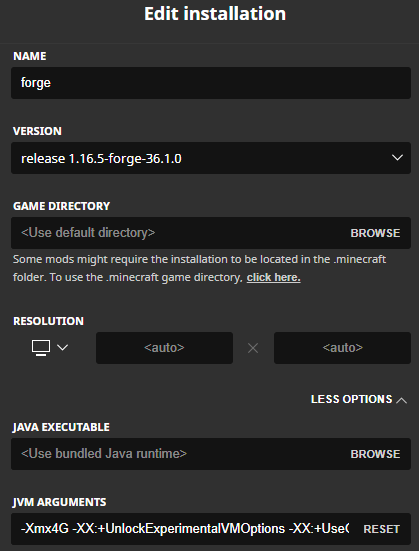 Edit installation
NAME
forge
VERSION
release 1.16.5-forge-36.1.0
GAME DIRECTORY
<Use default directory> BROWSE
Some mods might require the installation to be located in the .minecraft
folder. To use the .minecraft game directory, click here.
RESOLUTION
<auto> <auto>
LESS OPTIONS
JAVA EXECUTABLE
<Use bundled Java runtime> BROWSE
JVM ARGUMENTS
-Xmx4G -XX:+UnlockExperimentalVMOptions -XX:+Use RESET